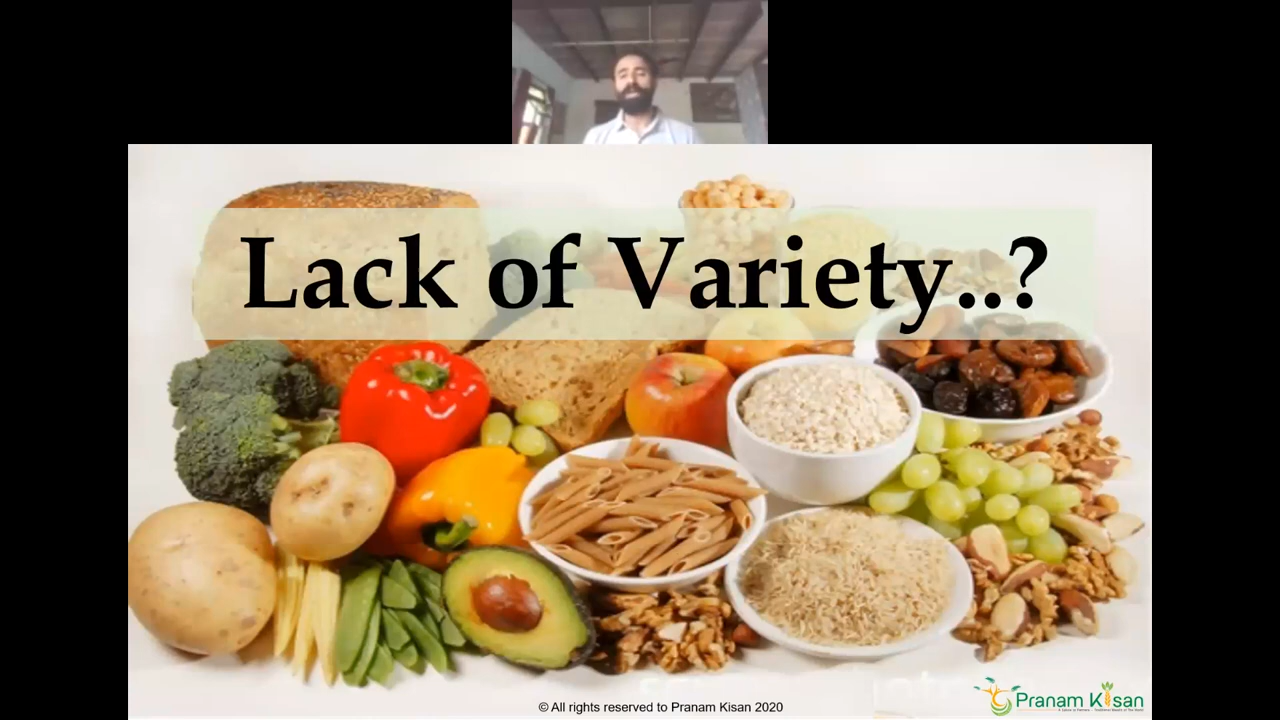 Lack of Variety..?
© All rights reserved to Pranam Kisan 2020
Pranam Kisan